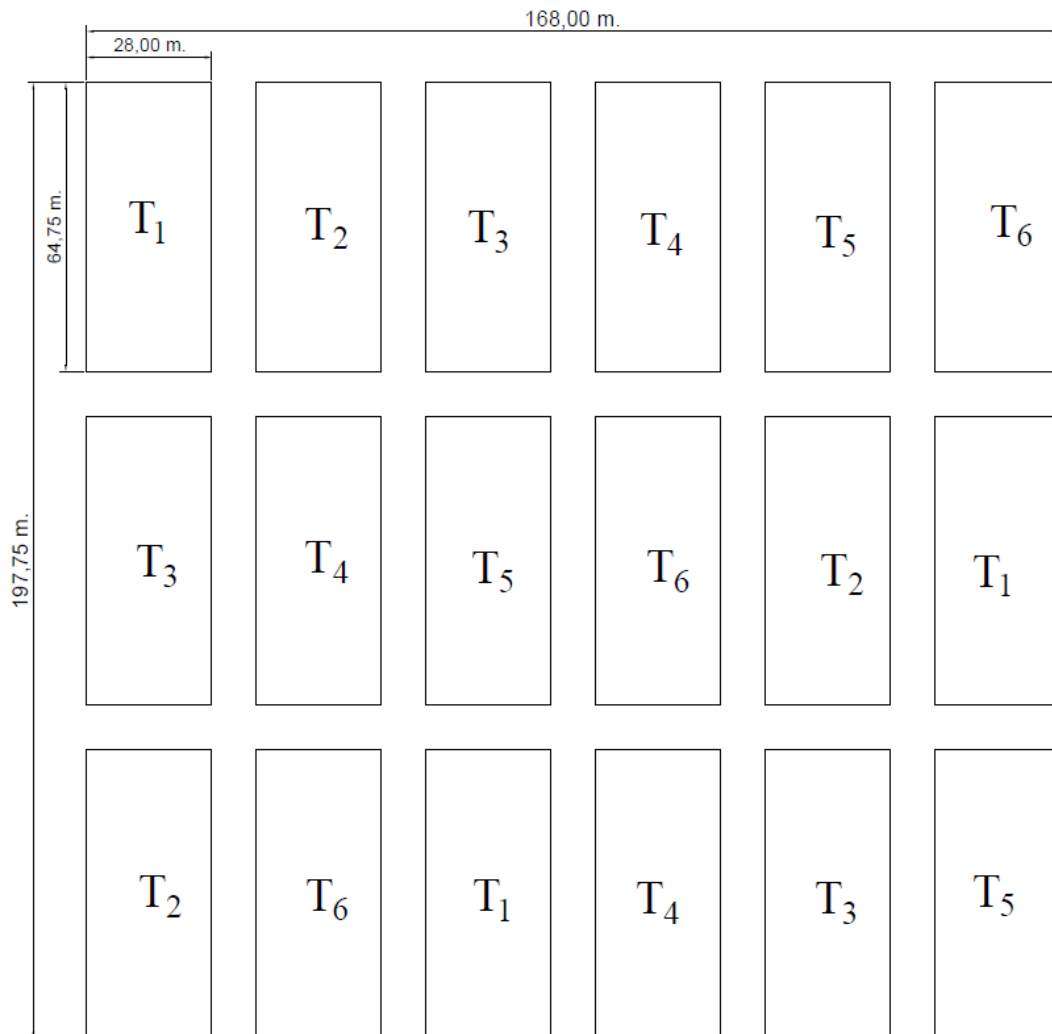 168,00 m.
28,00 m.
64,75 m.
197,75 m.
T1 T2 T3 T4 T5 T6
T3 T4 T5 T6 T2 T1
T2 T6 T1 T4 T3 T5